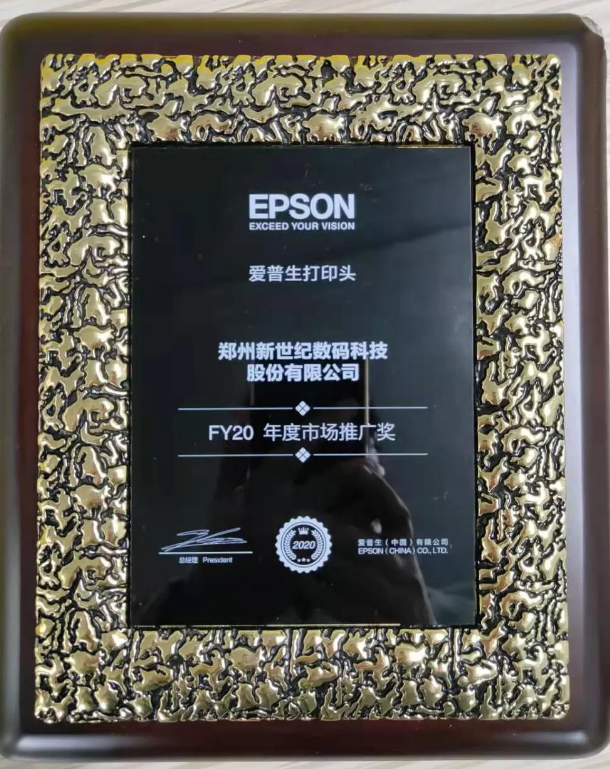 EPSON
EXCEED YOUR VISION
爱普生打印头
郑州新世纪数码科技
股份有限公司
FY20 年度市场推广奖
总经理 President
2020
爱普生（中国）有限公司
EPSON (CHINA) CO., LTD.